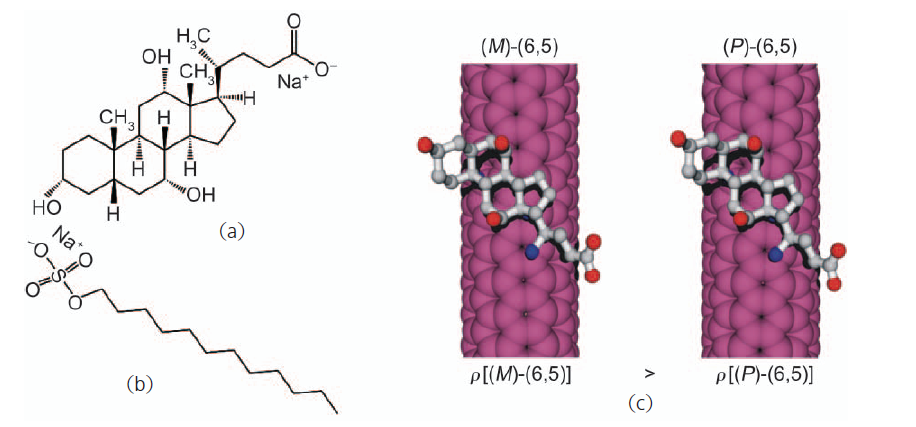 H₃C
O
OH
CH₃
O⁻
Na⁺
H
CH₃
H
H
H
HO
H
OH
(a)
Na⁺
⁻O
O
S
O
O
(b)
(M)-(6,5)
(P)-(6,5)
ρ[(M)-(6,5)] > ρ[(P)-(6,5)]
(c)